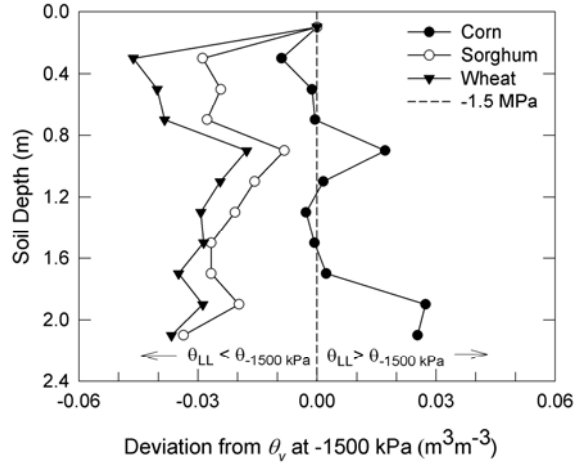 0.0
0.4
0.8
1.2
1.6
2.0
2.4
Soil Depth (m)
Corn
Sorghum
Wheat
-1.5 MPa
θLL < θ-1500 kPa
θLL> θ-1500 kPa
-0.06 -0.03 0.00 0.03 0.06
Deviation from θv at -1500 kPa (m³m⁻³)